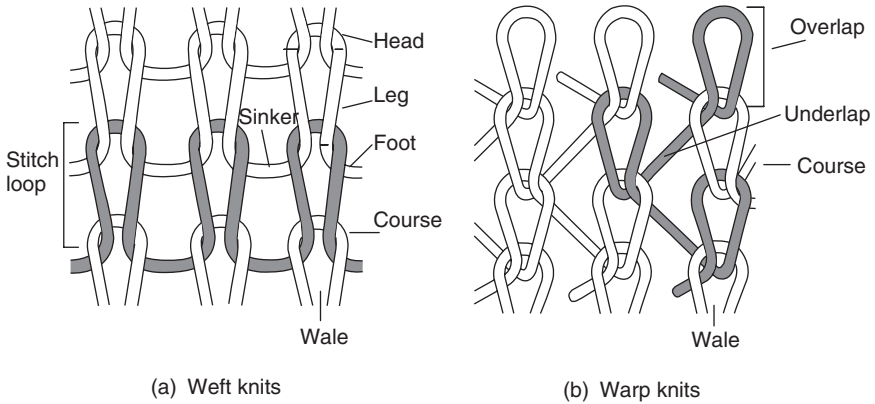 Head
Leg
Sinker
Foot
Stitch
loop
Course
Wale
(a) Weft knits
Overlap
Underlap
Course
Wale
(b) Warp knits